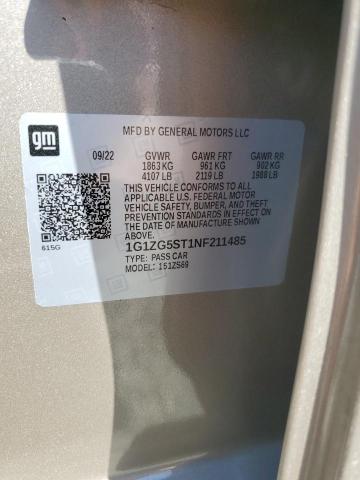 gm
MFD BY GENERAL MOTORS LLC
09/22 GVWR GAWR FRT GAWR RR
1863 KG 961 KG 902 KG
4107 LB 2119 LB 1988 LB
THIS VEHICLE CONFORMS TO ALL
APPLICABLE U.S. FEDERAL MOTOR
VEHICLE SAFETY, BUMPER, AND THEFT
PREVENTION STANDARDS IN EFFECT ON
THE DATE OF MANUFACTURE SHOWN
ABOVE.
1G1ZG5ST1NF211485
615G
TYPE: PASS CAR
MODEL: 151ZS69